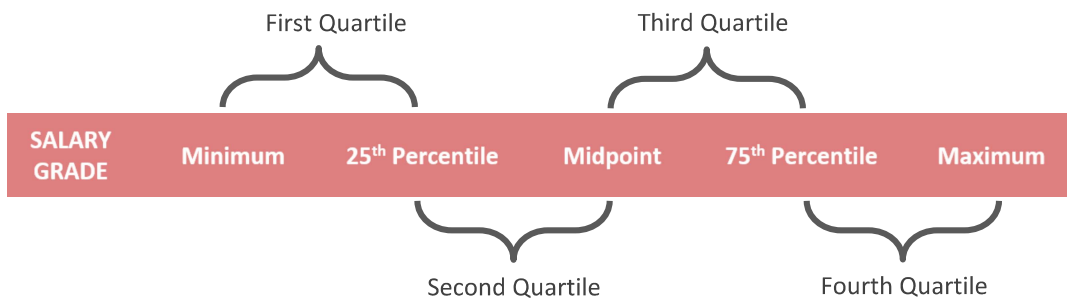 First Quartile
Third Quartile
SALARY
GRADE
Minimum
25th Percentile
Midpoint
75th Percentile
Maximum
Second Quartile
Fourth Quartile